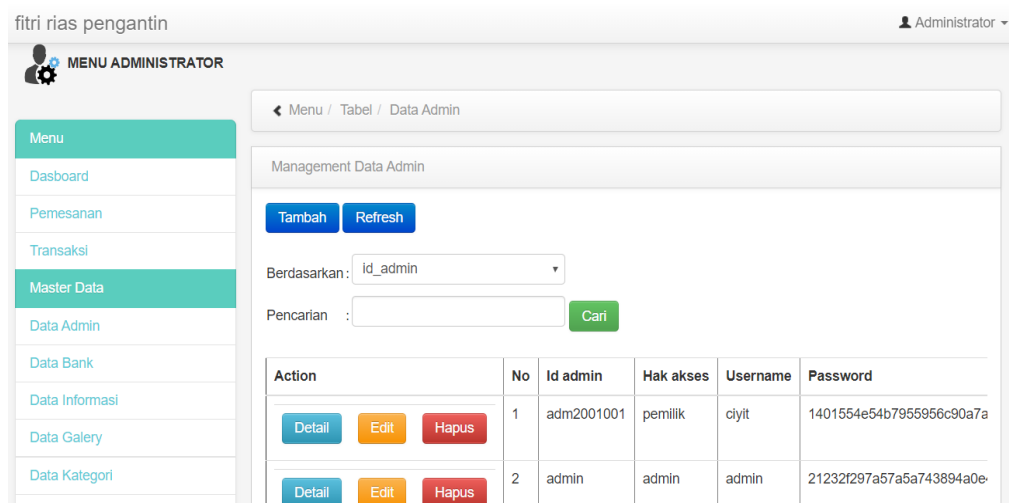 fitri rias pengantin
Administrator
MENU ADMINISTRATOR
Menu / Tabel / Data Admin
Menu
Dasboard
Pemesanan
Transaksi
Master Data
Data Admin
Data Bank
Data Informasi
Data Galery
Data Kategori
Management Data Admin
Tambah Refresh
Berdasarkan : id_admin
Pencarian : Cari
Action No Id admin Hak akses Username Password
Detail Edit Hapus 1 adm2001001 pemilik ciyit 1401554e54b7955956c90a7a
Detail Edit Hapus 2 admin admin admin 21232f297a57a5a743894a0e